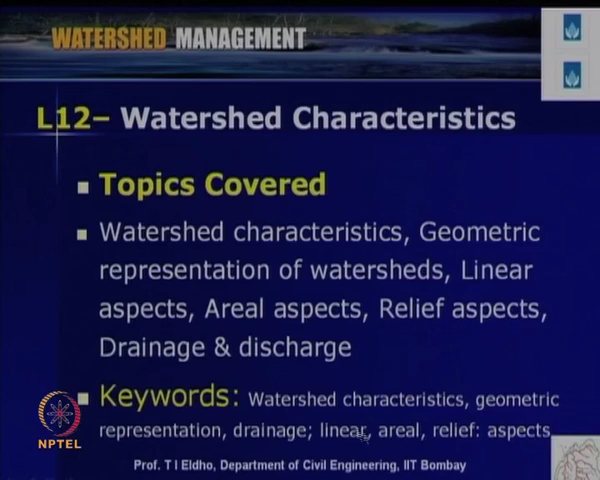 WATERSHED MANAGEMENT
L12– Watershed Characteristics
Topics Covered
Watershed characteristics, Geometric
representation of watersheds, Linear
aspects, Areal aspects, Relief aspects,
Drainage & discharge
Keywords: Watershed characteristics, geometric
representation, drainage; linear, areal, relief: aspects
NPTEL
Prof. T I Eldho, Department of Civil Engineering, IIT Bombay